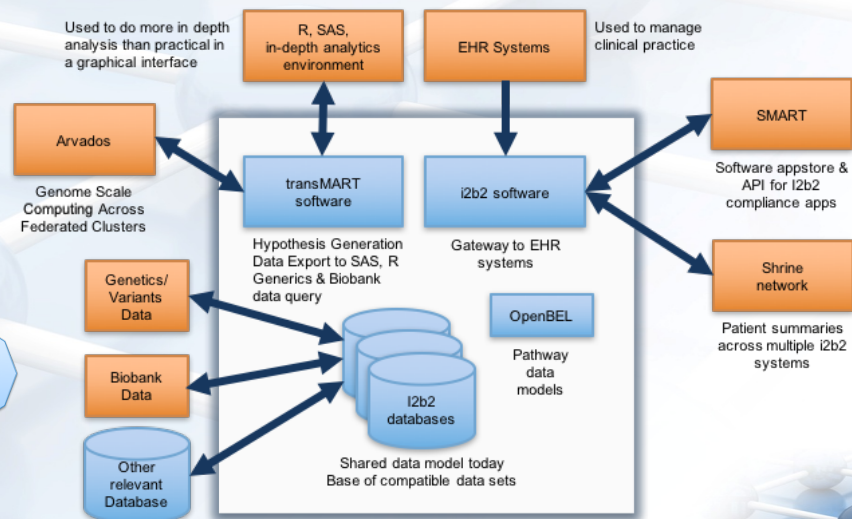 Used to do more in depth
analysis than practical in
a graphical interface
R, SAS,
in-depth analytics
environment
EHR Systems
Used to manage
clinical practice
Arvados
Genome Scale
Computing Across
Federated Clusters
transMART
software
Hypothesis Generation
Data Export to SAS, R
Generics & Biobank
data query
i2b2 software
Gateway to EHR
systems
SMART
Software appstore &
API for I2b2
compliance apps
Shrine
network
Patient summaries
across multiple i2b2
systems
Genetics/
Variants
Data
Biobank
Data
Other
relevant
Database
OpenBEL
Pathway
data
models
I2b2
databases
Shared data model today
Base of compatible data sets